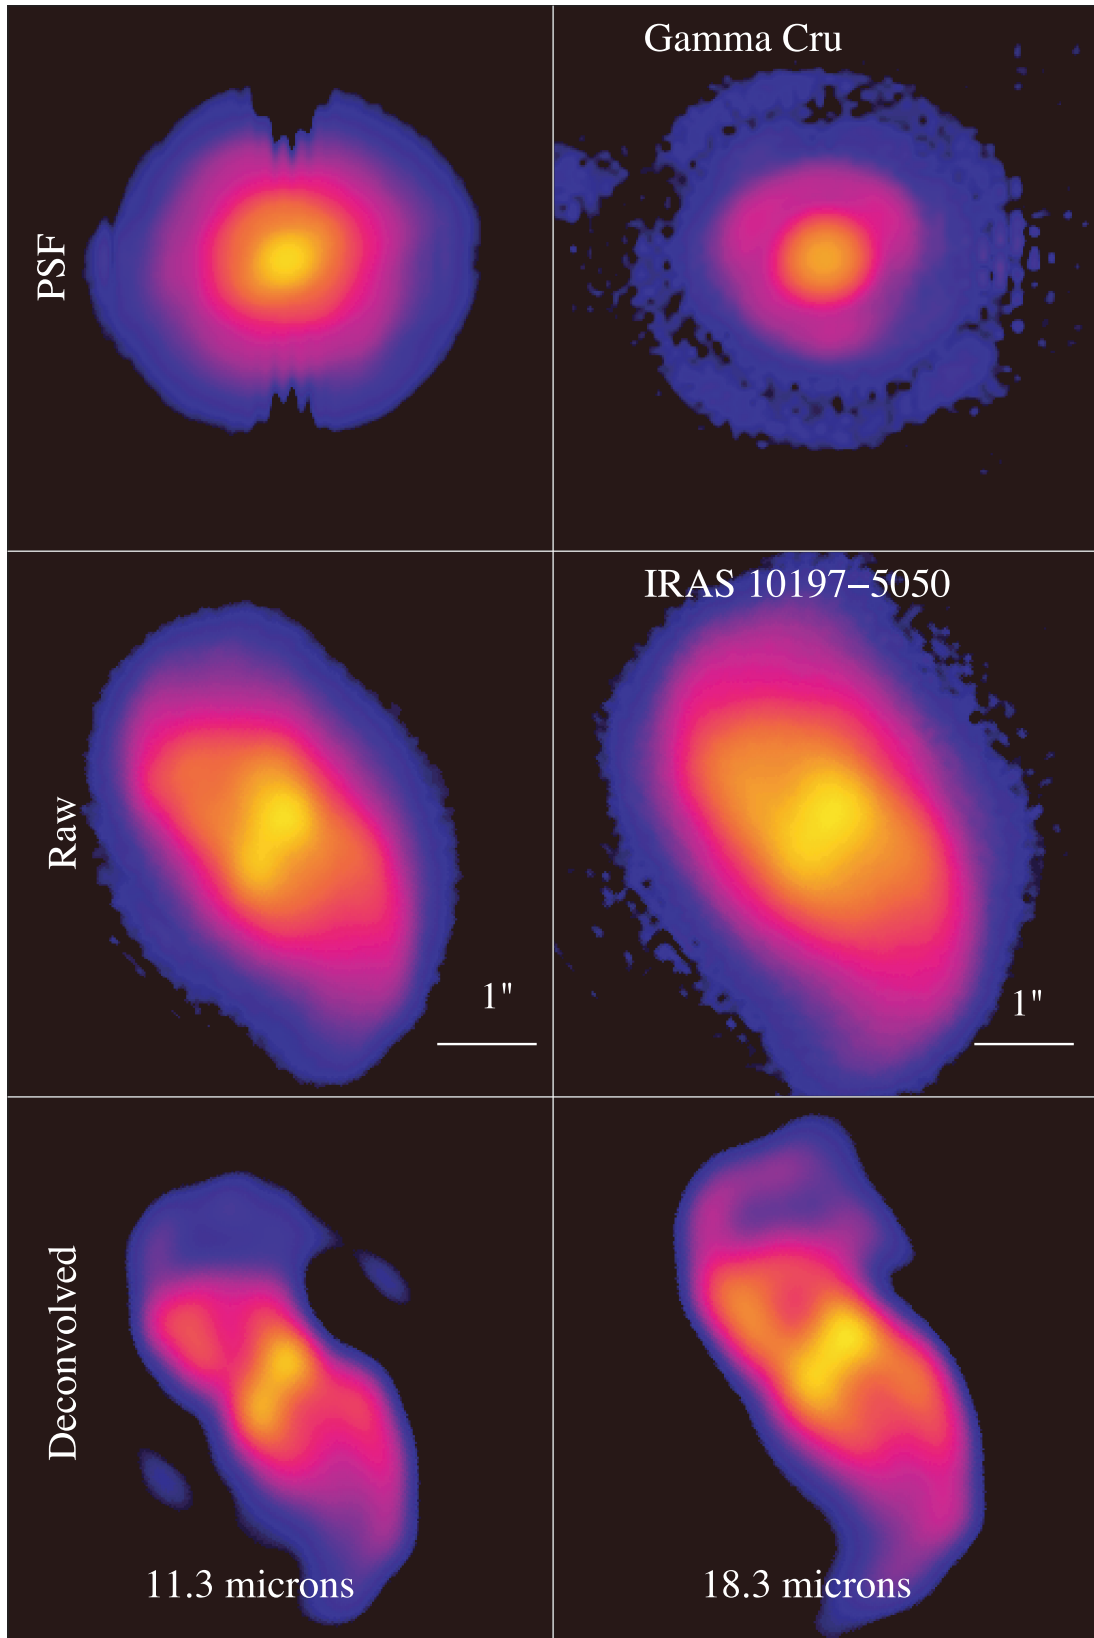 Gamma Cru
PSF
IRAS 10197–5050
Raw
1"
1"
Deconvolved
11.3 microns
18.3 microns